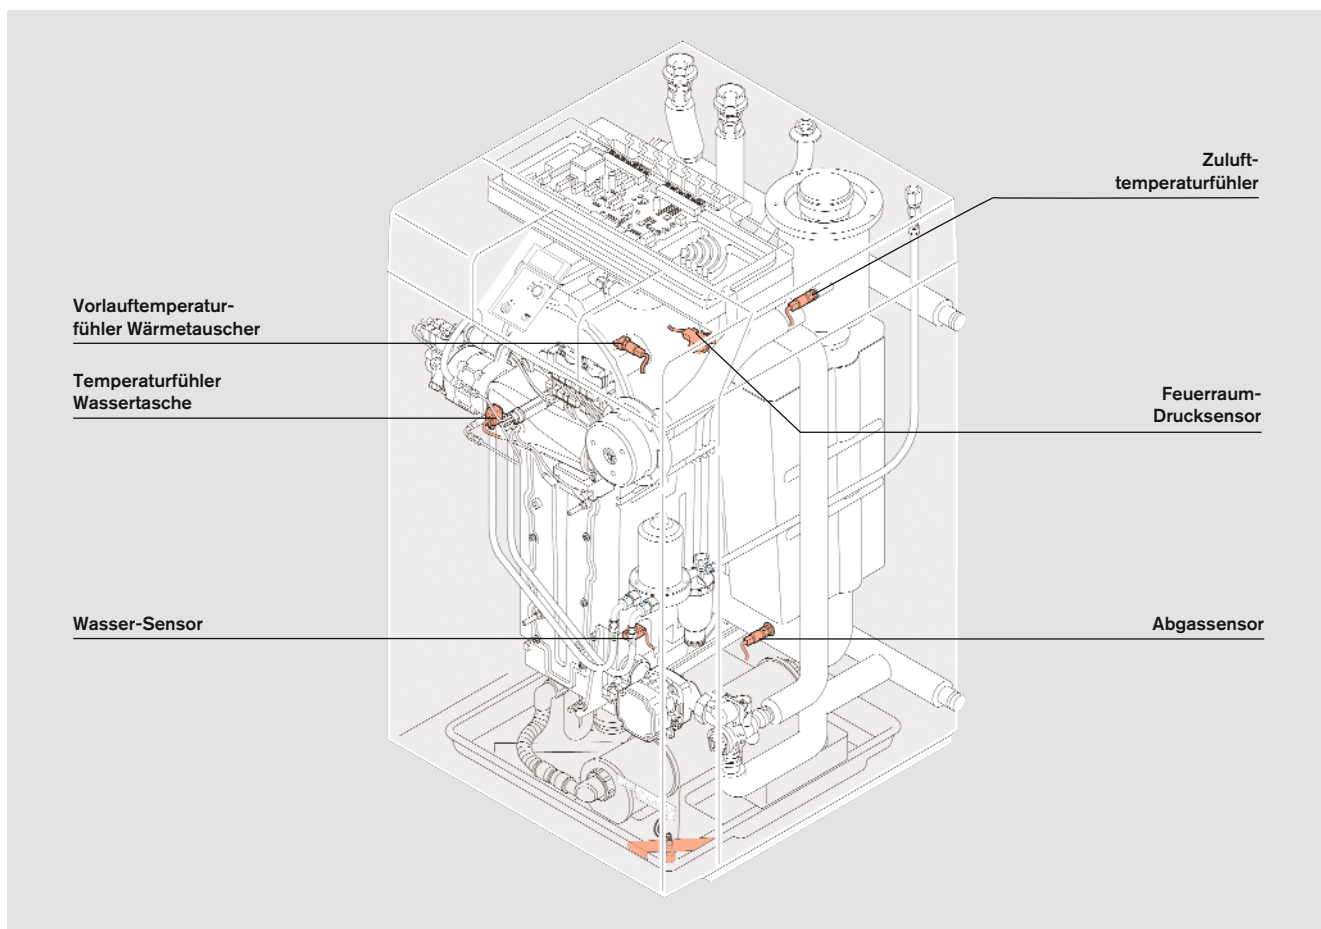 Zuluft-
temperaturfühler
Vorlauftemperatur-
fühler Wärmetauscher
Temperaturfühler
Wassertasche
Feuerraum-
Drucksensor
Wasser-Sensor
Abgassensor